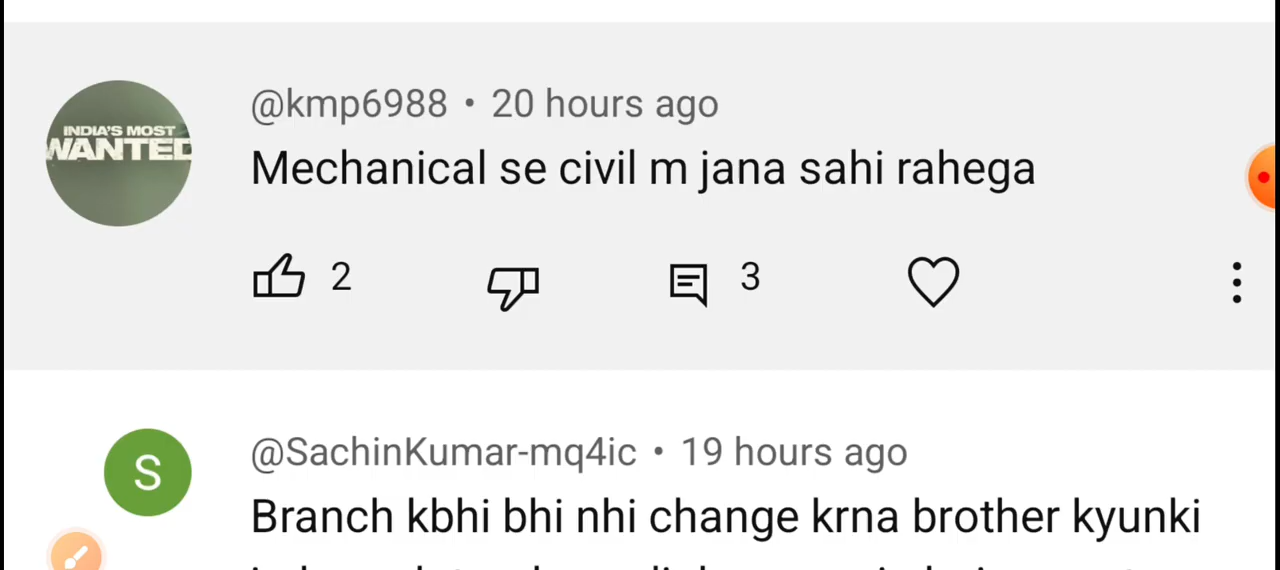 INDIA'S MOST
WANTED
@kmp6988 • 20 hours ago
Mechanical se civil m jana sahi rahega
2
3
S
@SachinKumar-mq4ic • 19 hours ago
Branch kbhi bhi nhi change krna brother kyunki